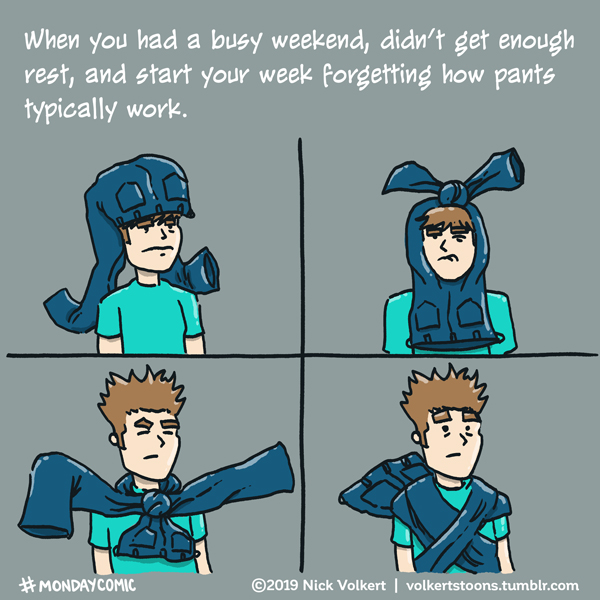 When you had a busy weekend, didn't get enough
rest, and start your week forgetting how pants
typically work.
#MONDAYCOMIC
©2019 Nick Volkert | volkertstoons.tumblr.com